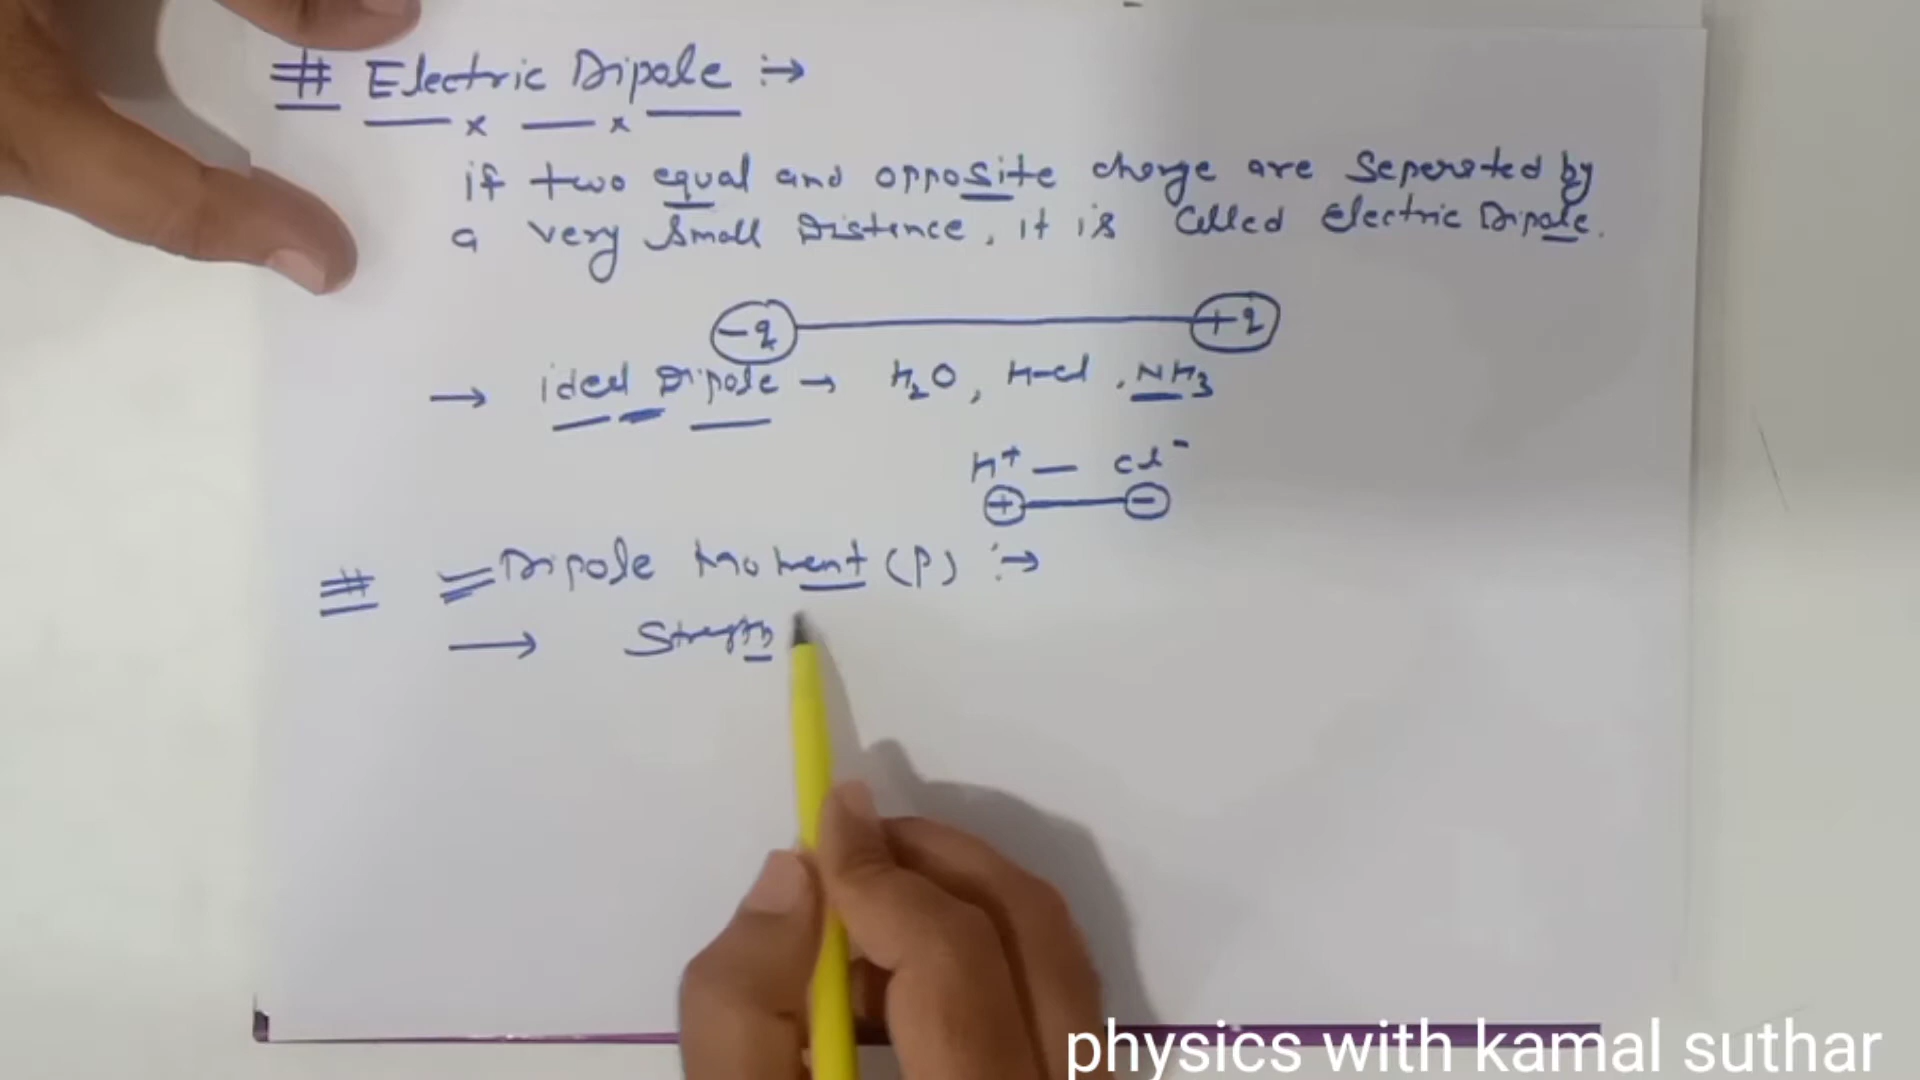 # Electric Dipole :→
if two equal and opposite charge are seperated by
a very small Distance, it is called Electric Dipole.
-q +q
→ ideal Dipole → H2O, H-Cl, NH3
H+ — Cl-
+ -
# Dipole Moment (P) :→
→ Strength
physics with kamal suthar